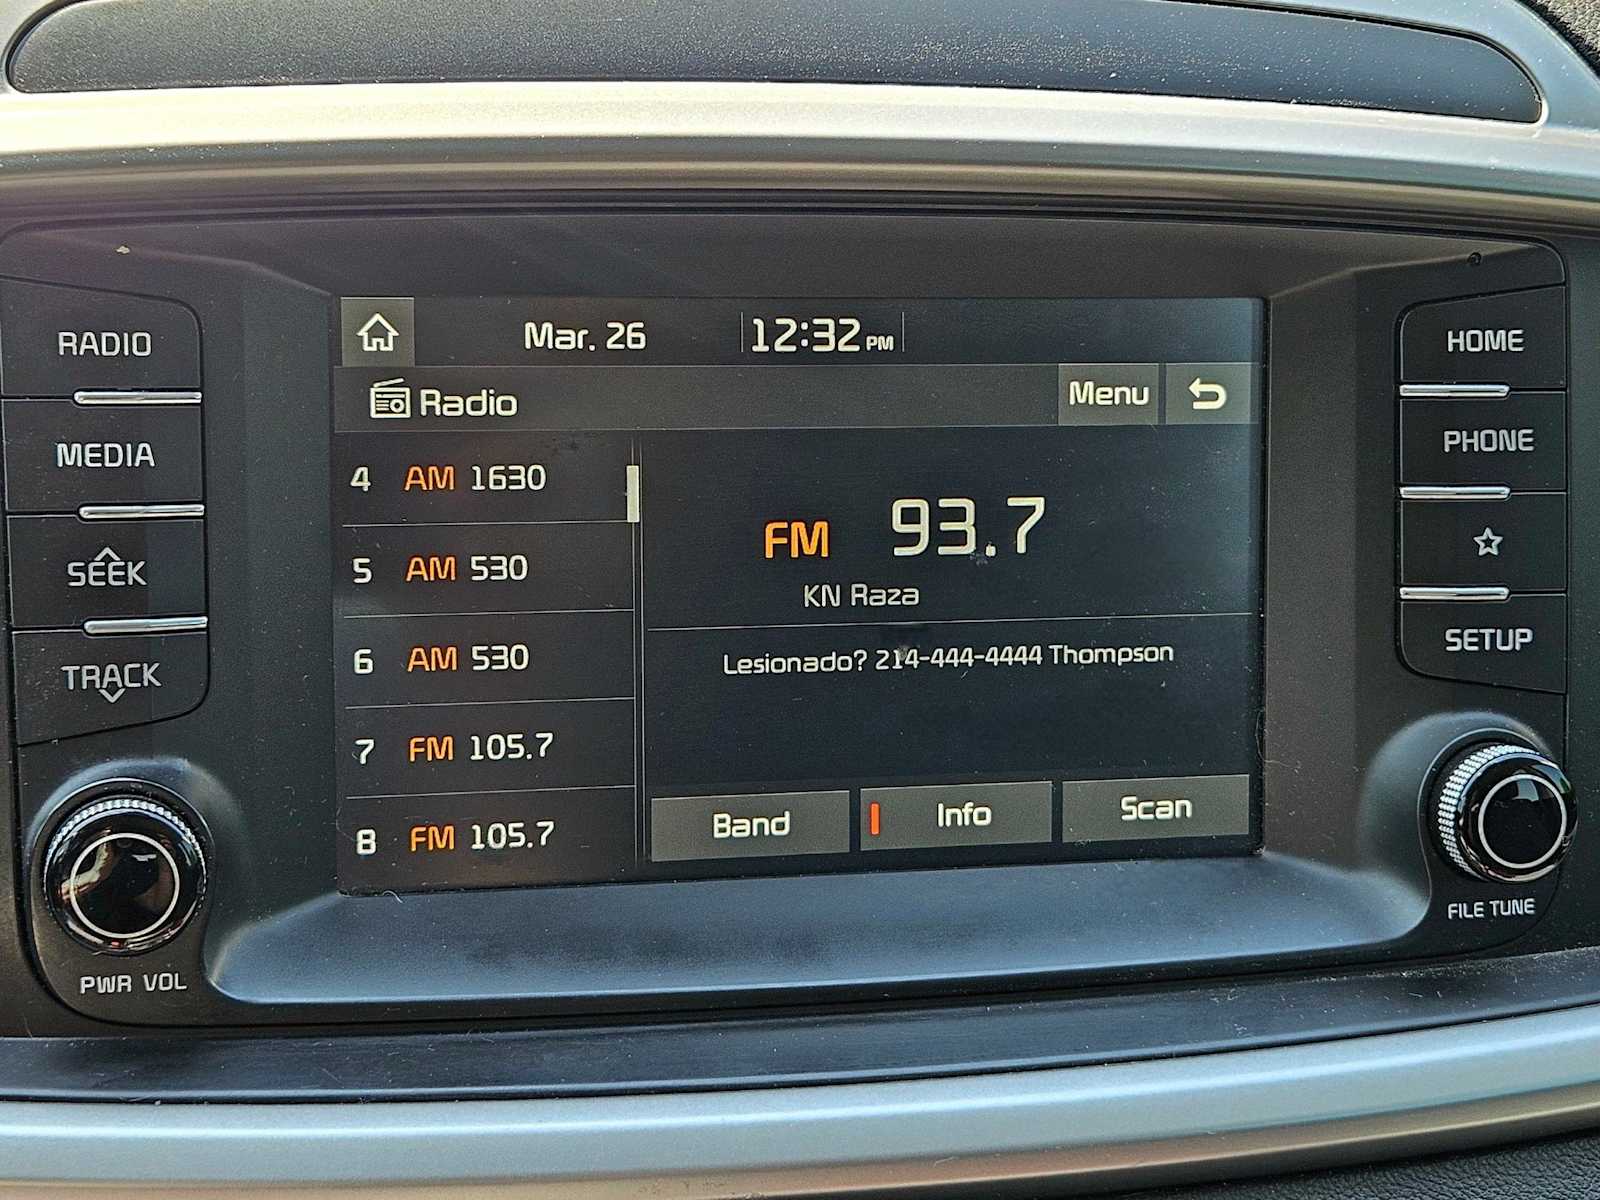 RADIO
MEDIA
SEEK
TRACK
PWR VOL
Mar. 26 12:32 PM
Radio Menu
4 AM 1630
5 AM 530
6 AM 530
7 FM 105.7
8 FM 105.7
FM 93.7
KN Raza
Lesionado? 214-444-4444 Thompson
Band Info Scan
HOME
PHONE
SETUP
FILE TUNE